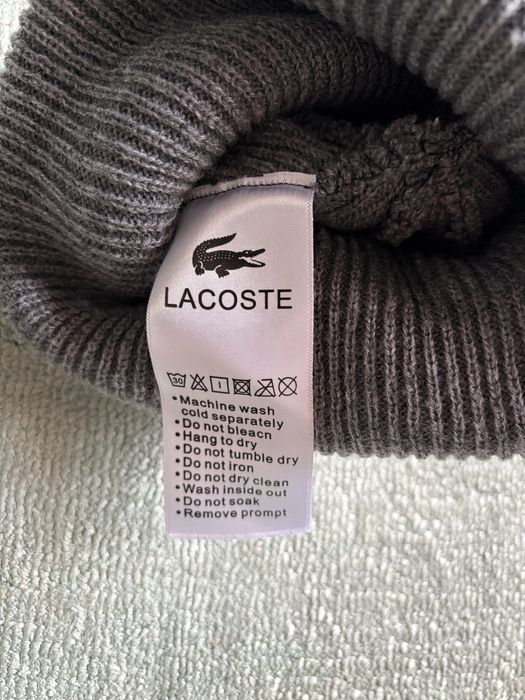 LACOSTE
30
• Machine wash
cold separately
• Do not bleacn
• Hang to dry
• Do not tumble dry
• Do not iron
• Do not dry clean
• Wash inside out
• Do not soak
• Remove prompt